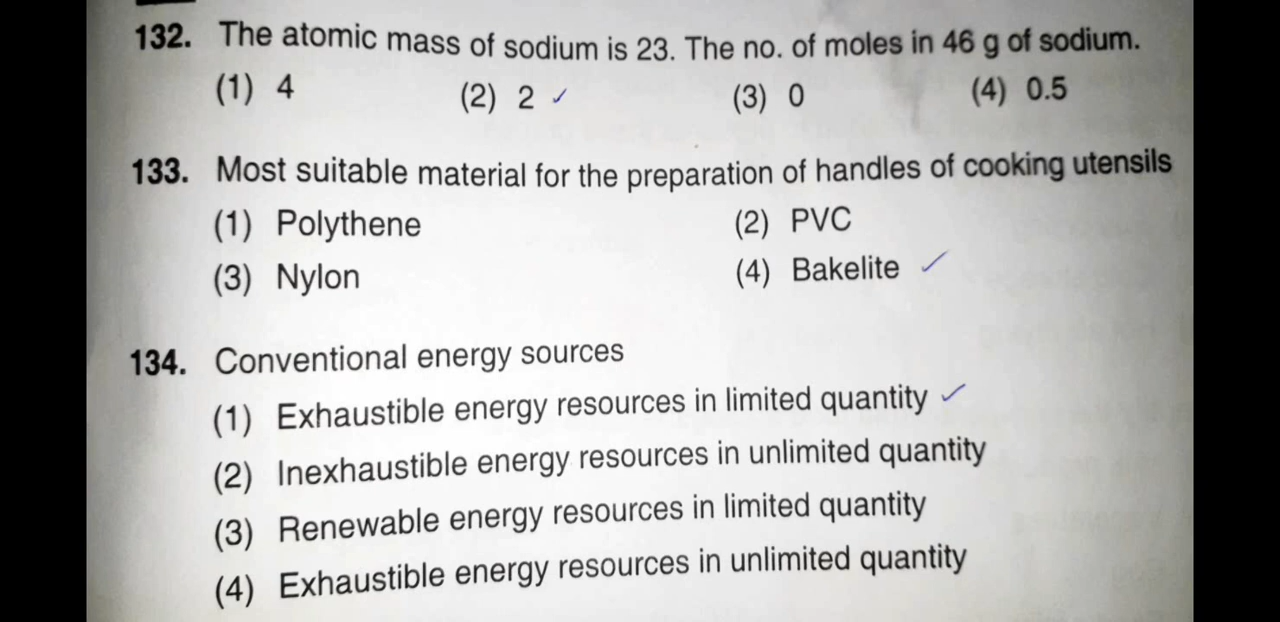 132. The atomic mass of sodium is 23. The no. of moles in 46 g of sodium.
(1) 4 (2) 2 ✓ (3) 0 (4) 0.5
133. Most suitable material for the preparation of handles of cooking utensils
(1) Polythene (2) PVC
(3) Nylon (4) Bakelite ✓
134. Conventional energy sources
(1) Exhaustible energy resources in limited quantity ✓
(2) Inexhaustible energy resources in unlimited quantity
(3) Renewable energy resources in limited quantity
(4) Exhaustible energy resources in unlimited quantity